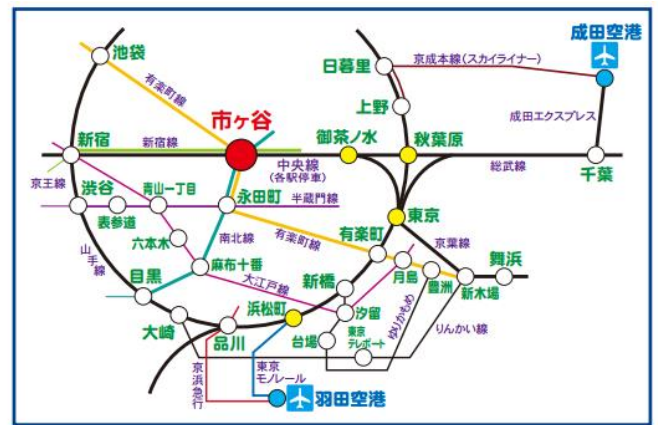 成田空港
池袋
日暮里
京成本線(スカイライナー)
有楽町線
上野
成田エクスプレス
市ヶ谷
新宿
新宿線
御茶ノ水
秋葉原
中央線
(各駅停車)
総武線
千葉
京王線
渋谷
青山一丁目
永田町
半蔵門線
東京
表参道
六本木
南北線
有楽町線
有楽町
京葉線
舞浜
山手線
麻布十番
大江戸線
新橋
月島
豊洲
新木場
目黒
浜松町
汐留
ゆりかもめ
りんかい線
大崎
品川
台場
東京
テレポート
京浜急行
東京
モノレール
羽田空港